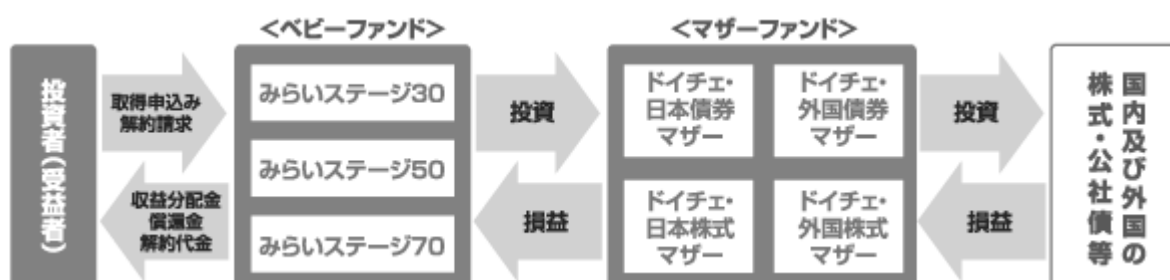 <ベビーファンド>
<マザーファンド>
投資者(受益者)
取得申込み
解約請求
収益分配金
償還金
解約代金
みらいステージ30
みらいステージ50
みらいステージ70
投資
損益
ドイチェ・
日本債券
マザー
ドイチェ・
外国債券
マザー
ドイチェ・
日本株式
マザー
ドイチェ・
外国株式
マザー
投資
損益
国内及び外国の
株式・公社債等